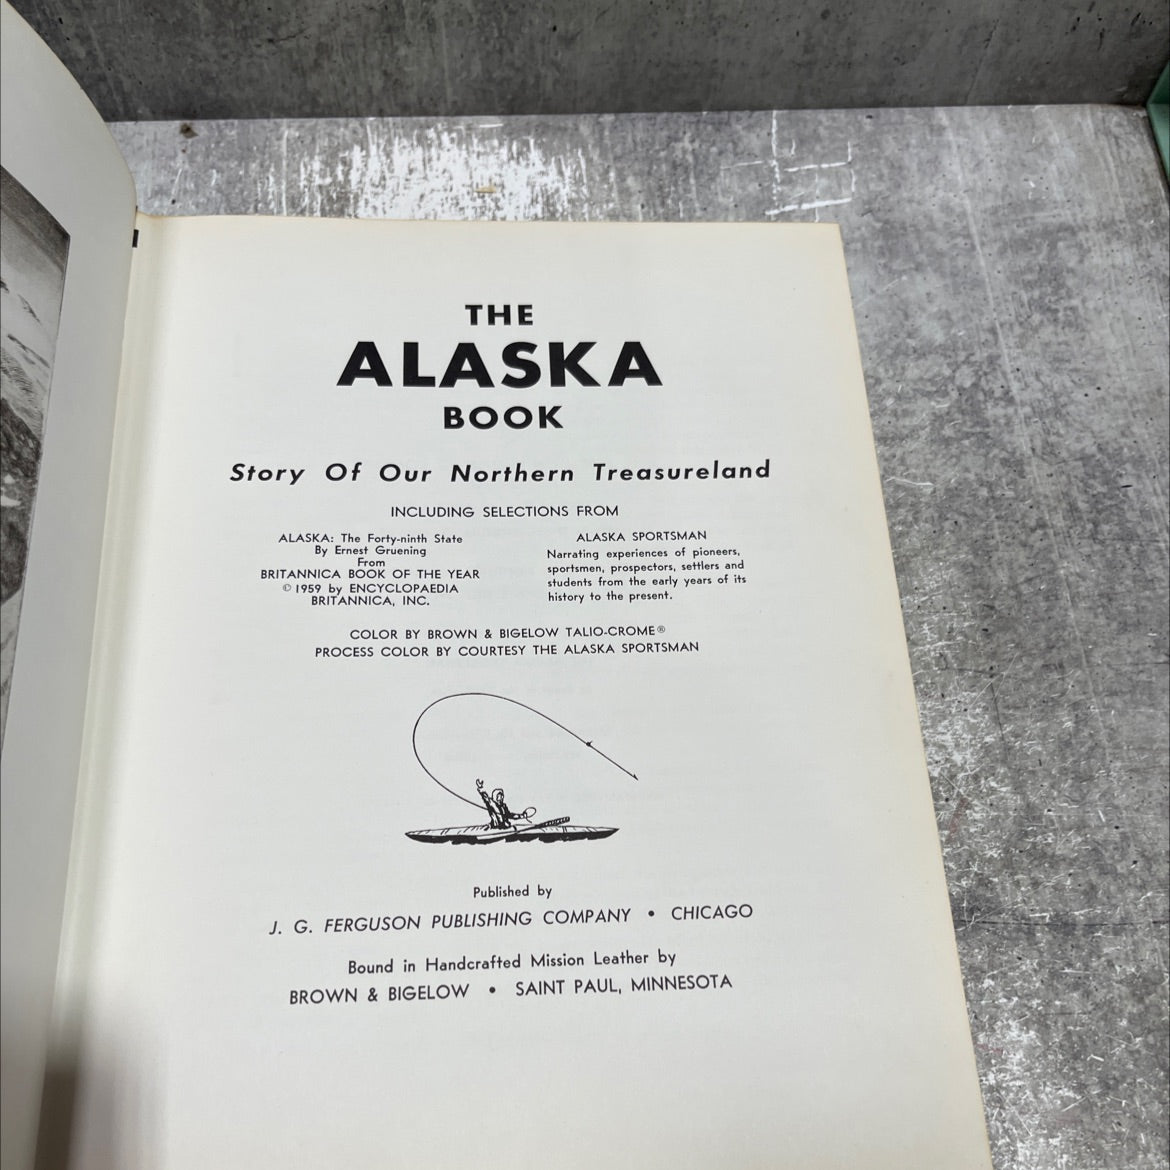 THE
ALASKA
BOOK
Story Of Our Northern Treasureland
INCLUDING SELECTIONS FROM
ALASKA: The Forty-ninth State
By Ernest Gruening
From
BRITANNICA BOOK OF THE YEAR
© 1959 by ENCYCLOPAEDIA
BRITANNICA, INC.
ALASKA SPORTSMAN
Narrating experiences of pioneers,
sportsmen, prospectors, settlers and
students from the early years of its
history to the present.
COLOR BY BROWN & BIGELOW TALIO-CROME®
PROCESS COLOR BY COURTESY THE ALASKA SPORTSMAN
Published by
J. G. FERGUSON PUBLISHING COMPANY • CHICAGO
Bound in Handcrafted Mission Leather by
BROWN & BIGELOW • SAINT PAUL, MINNESOTA